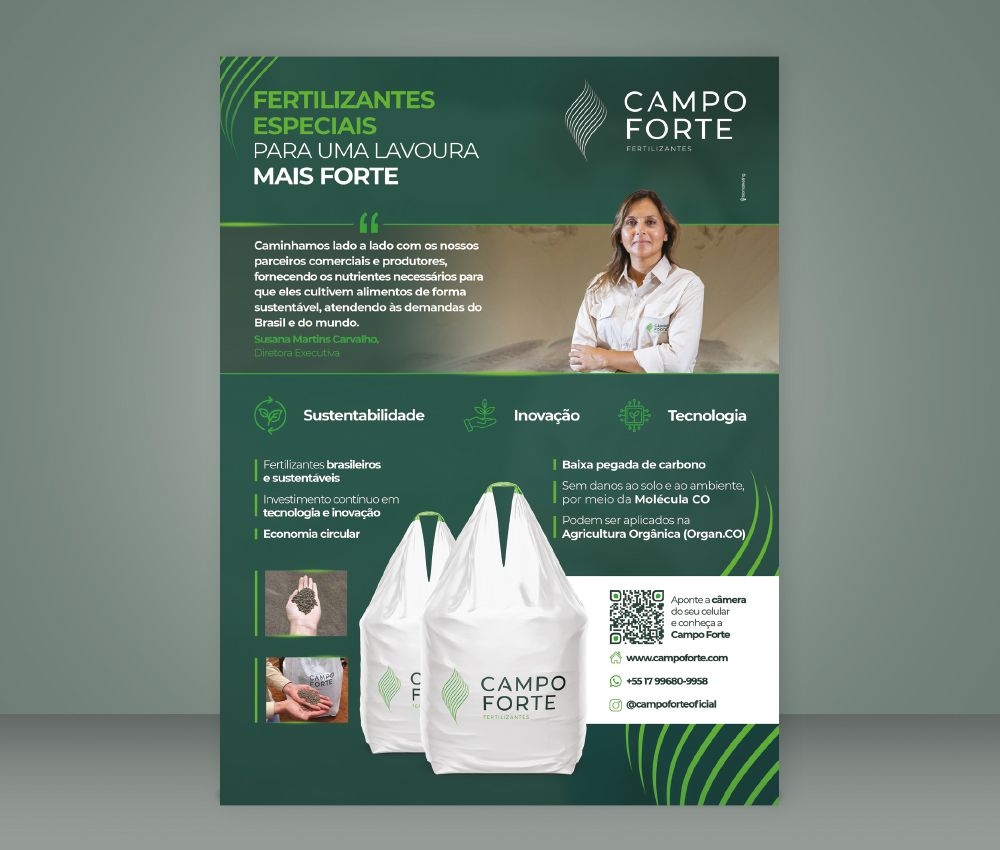 FERTILIZANTES
ESPECIAIS
PARA UMA LAVOURA
MAIS FORTE
CAMPO
FORTE
FERTILIZANTES
“
Caminhamos lado a lado com os nossos
parceiros comerciais e produtores,
fornecendo os nutrientes necessários para
que eles cultivem alimentos de forma
sustentável, atendendo às demandas do
Brasil e do mundo.
Susana Martins Carvalho,
Diretora Executiva
CAMPO
FORTE
Sustentabilidade
Inovação
Tecnologia
Fertilizantes brasileiros
e sustentáveis
Investimento contínuo em
tecnologia e inovação
Economia circular
Baixa pegada de carbono
Sem danos ao solo e ao ambiente,
por meio da Molécula CO
Podem ser aplicados na
Agricultura Orgânica (Organ.CO)
Aponte a câmera
do seu celular
e conheça a
Campo Forte
www.campoforte.com
+55 17 99680-9958
@campoforteoficial
CAMPO
FORTE
CAMPO
FORTE
FERTILIZANTES